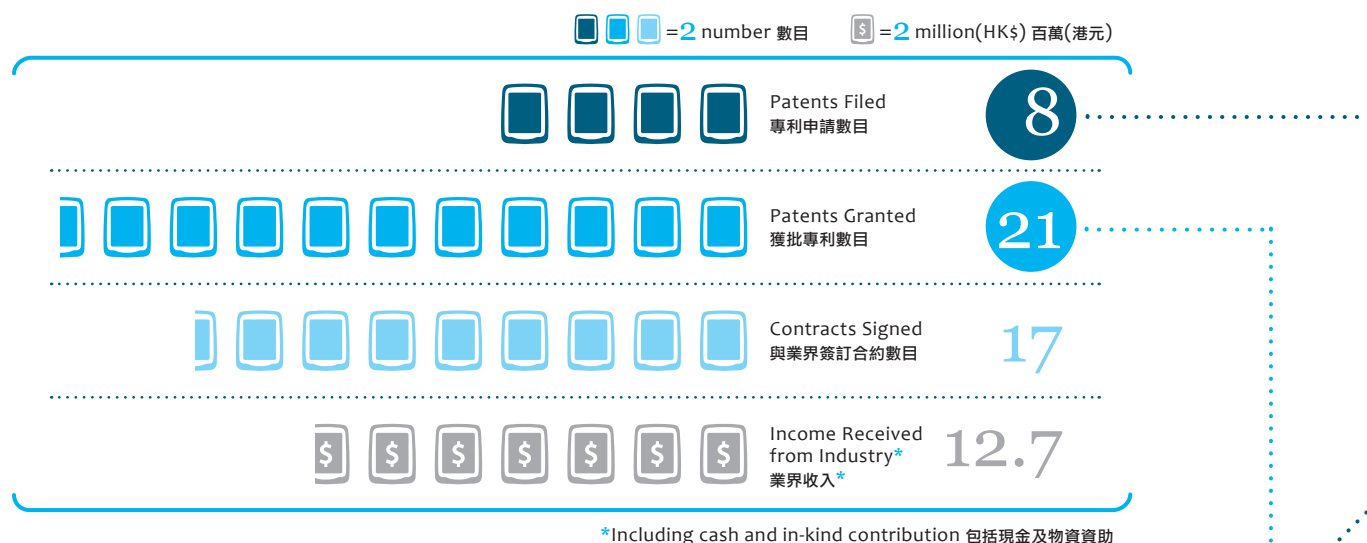 =2 number 數目 $ =2 million(HK$) 百萬(港元)
Patents Filed
專利申請數目
8
Patents Granted
獲批專利數目
21
Contracts Signed
與業界簽訂合約數目
17
$ $ $ $ $ $ $
Income Received
from Industry*
業界收入*
12.7
*Including cash and in-kind contribution 包括現金及物資資助